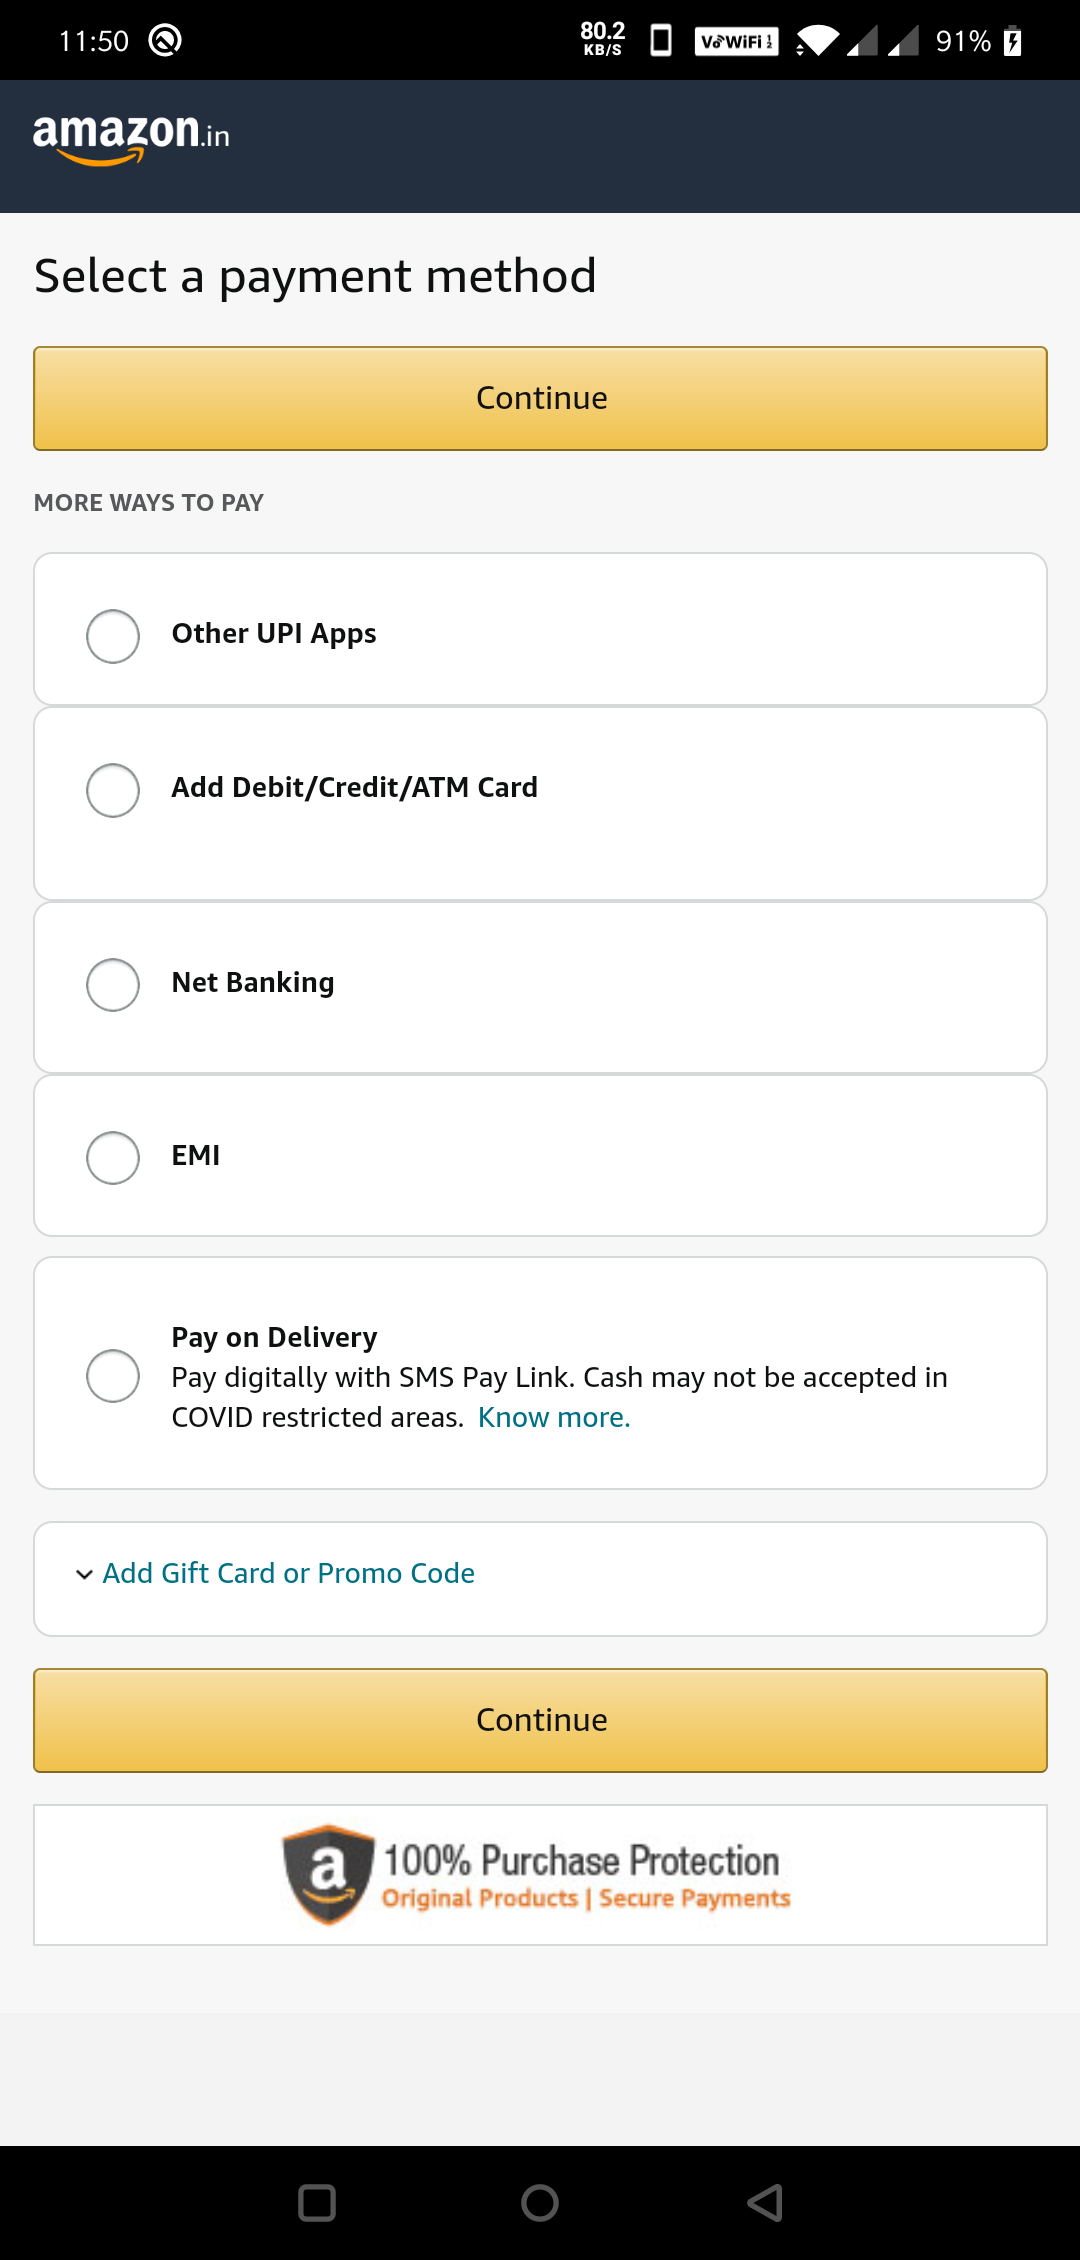 11:50
80.2
KB/S
VoWiFi 1 2
91%
amazon.in
Select a payment method
Continue
MORE WAYS TO PAY
Other UPI Apps
Add Debit/Credit/ATM Card
Net Banking
EMI
Pay on Delivery
Pay digitally with SMS Pay Link. Cash may not be accepted in
COVID restricted areas. Know more.
Add Gift Card or Promo Code
Continue
a
100% Purchase Protection
Original Products | Secure Payments